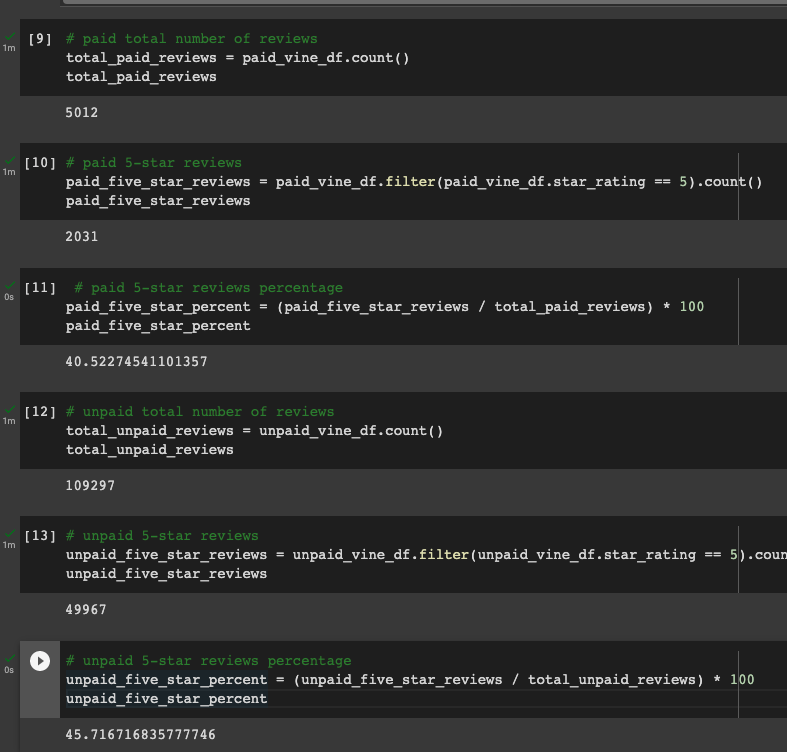 [9] # paid total number of reviews
1m
total_paid_reviews = paid_vine_df.count()
total_paid_reviews
5012
[10] # paid 5-star reviews
1m
paid_five_star_reviews = paid_vine_df.filter(paid_vine_df.star_rating == 5).count()
paid_five_star_reviews
2031
[11] # paid 5-star reviews percentage
0s
paid_five_star_percent = (paid_five_star_reviews / total_paid_reviews) * 100
paid_five_star_percent
40.52274541101357
[12] # unpaid total number of reviews
1m
total_unpaid_reviews = unpaid_vine_df.count()
total_unpaid_reviews
109297
[13] # unpaid 5-star reviews
1m
unpaid_five_star_reviews = unpaid_vine_df.filter(unpaid_vine_df.star_rating == 5).coun
unpaid_five_star_reviews
49967
# unpaid 5-star reviews percentage
0s
unpaid_five_star_percent = (unpaid_five_star_reviews / total_unpaid_reviews) * 100
unpaid_five_star_percent
45.716716835777746